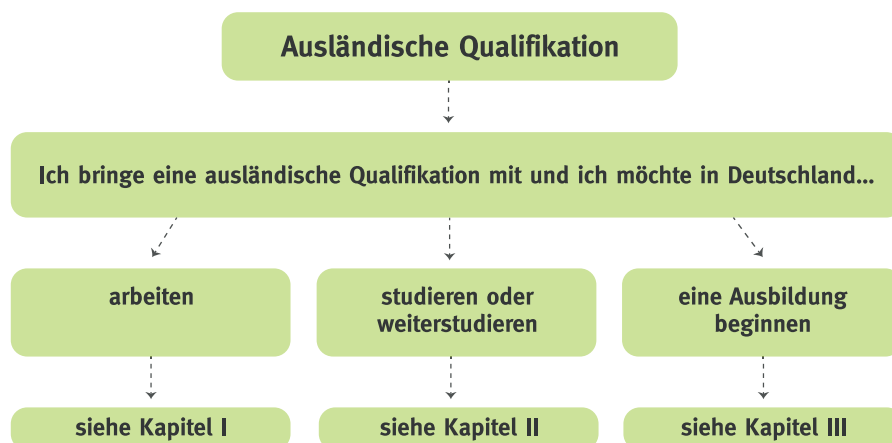 Ausländische Qualifikation
Ich bringe eine ausländische Qualifikation mit und ich möchte in Deutschland...
arbeiten
studieren oder
weiterstudieren
eine Ausbildung
beginnen
siehe Kapitel I
siehe Kapitel II
siehe Kapitel III